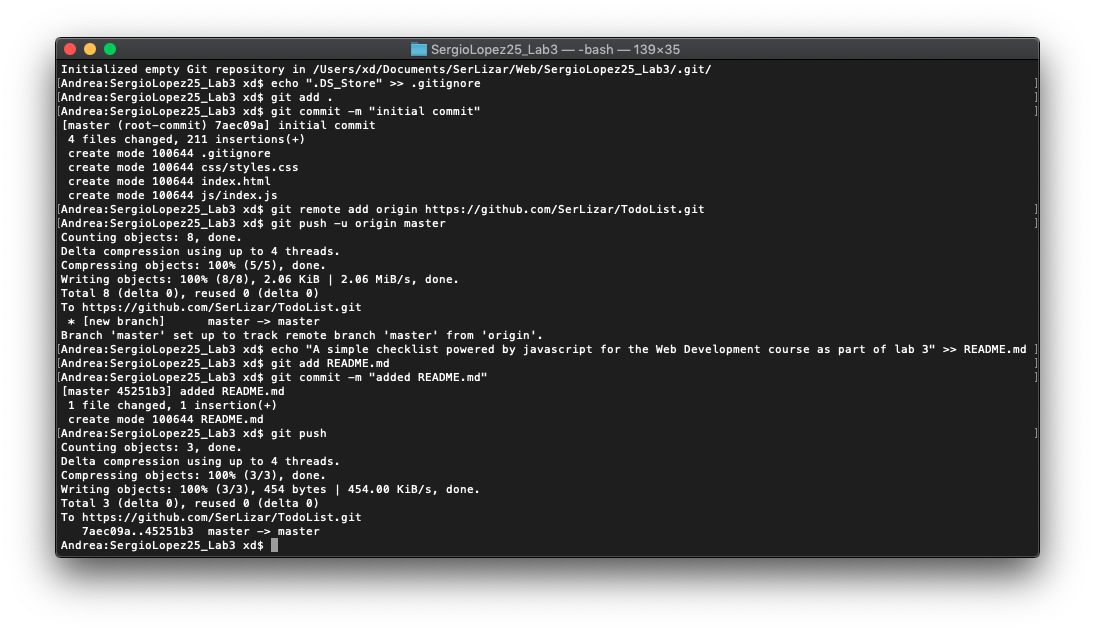 SergioLopez25_Lab3 — -bash — 139×35
Initialized empty Git repository in /Users/xd/Documents/SerLizar/Web/SergioLopez25_Lab3/.git/
[Andrea:SergioLopez25_Lab3 xd$ echo ".DS_Store" >> .gitignore ]
[Andrea:SergioLopez25_Lab3 xd$ git add . ]
[Andrea:SergioLopez25_Lab3 xd$ git commit -m "initial commit" ]
[master (root-commit) 7aec09a] initial commit
 4 files changed, 211 insertions(+)
 create mode 100644 .gitignore
 create mode 100644 css/styles.css
 create mode 100644 index.html
 create mode 100644 js/index.js
[Andrea:SergioLopez25_Lab3 xd$ git remote add origin https://github.com/SerLizar/TodoList.git ]
[Andrea:SergioLopez25_Lab3 xd$ git push -u origin master ]
Counting objects: 8, done.
Delta compression using up to 4 threads.
Compressing objects: 100% (5/5), done.
Writing objects: 100% (8/8), 2.06 KiB | 2.06 MiB/s, done.
Total 8 (delta 0), reused 0 (delta 0)
To https://github.com/SerLizar/TodoList.git
 * [new branch]      master -> master
Branch 'master' set up to track remote branch 'master' from 'origin'.
[Andrea:SergioLopez25_Lab3 xd$ echo "A simple checklist powered by javascript for the Web Development course as part of lab 3" >> README.md ]
[Andrea:SergioLopez25_Lab3 xd$ git add README.md ]
[Andrea:SergioLopez25_Lab3 xd$ git commit -m "added README.md" ]
[master 45251b3] added README.md
 1 file changed, 1 insertion(+)
 create mode 100644 README.md
[Andrea:SergioLopez25_Lab3 xd$ git push ]
Counting objects: 3, done.
Delta compression using up to 4 threads.
Compressing objects: 100% (3/3), done.
Writing objects: 100% (3/3), 454 bytes | 454.00 KiB/s, done.
Total 3 (delta 0), reused 0 (delta 0)
To https://github.com/SerLizar/TodoList.git
   7aec09a..45251b3  master -> master
Andrea:SergioLopez25_Lab3 xd$